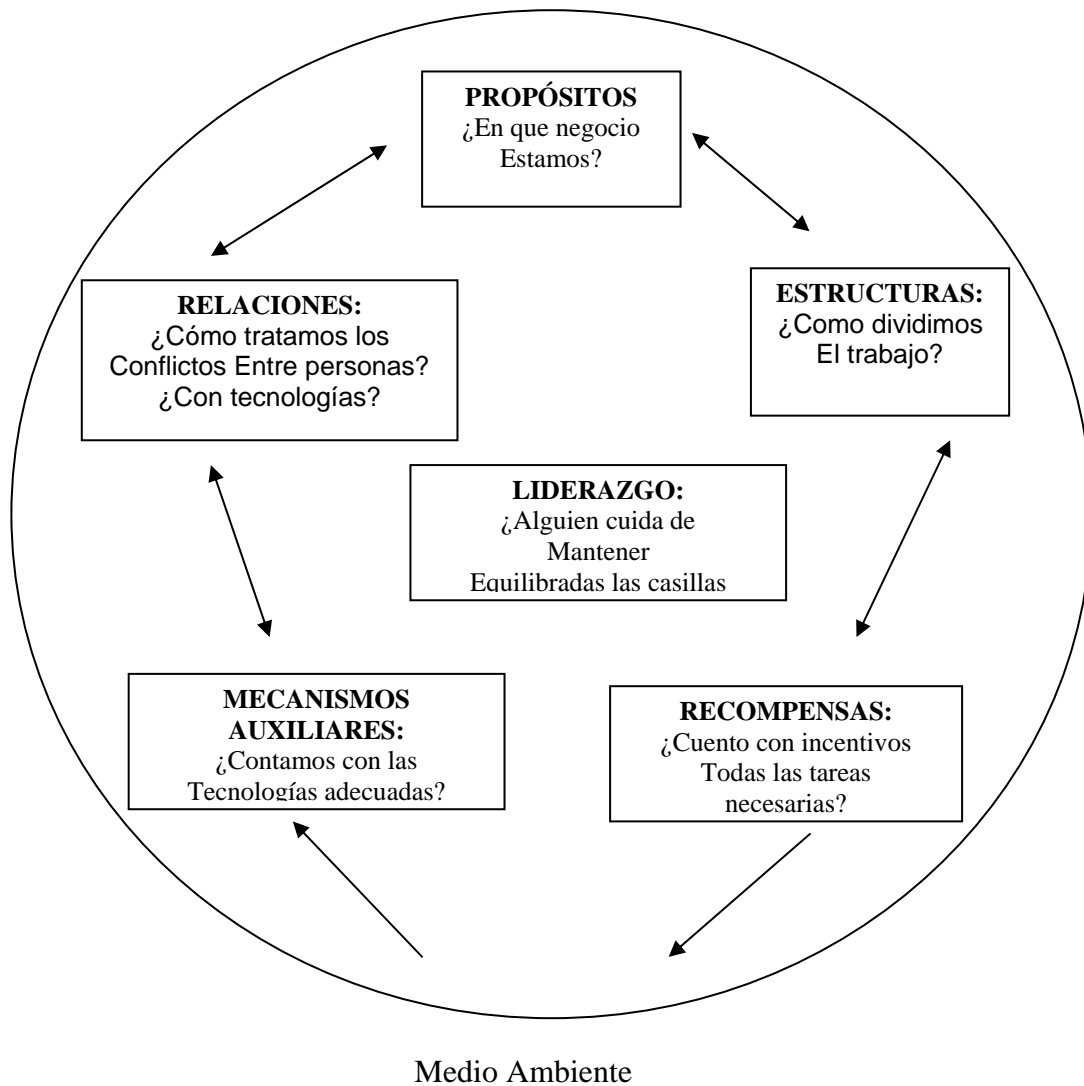 PROPÓSITOS
¿En que negocio
Estamos?
RELACIONES:
¿Cómo tratamos los
Conflictos Entre personas?
¿Con tecnologías?
ESTRUCTURAS:
¿Como dividimos
El trabajo?
LIDERAZGO:
¿Alguien cuida de
Mantener
Equilibradas las casillas
MECANISMOS
AUXILIARES:
¿Contamos con las
Tecnologías adecuadas?
RECOMPENSAS:
¿Cuento con incentivos
Todas las tareas
necesarias?
Medio Ambiente